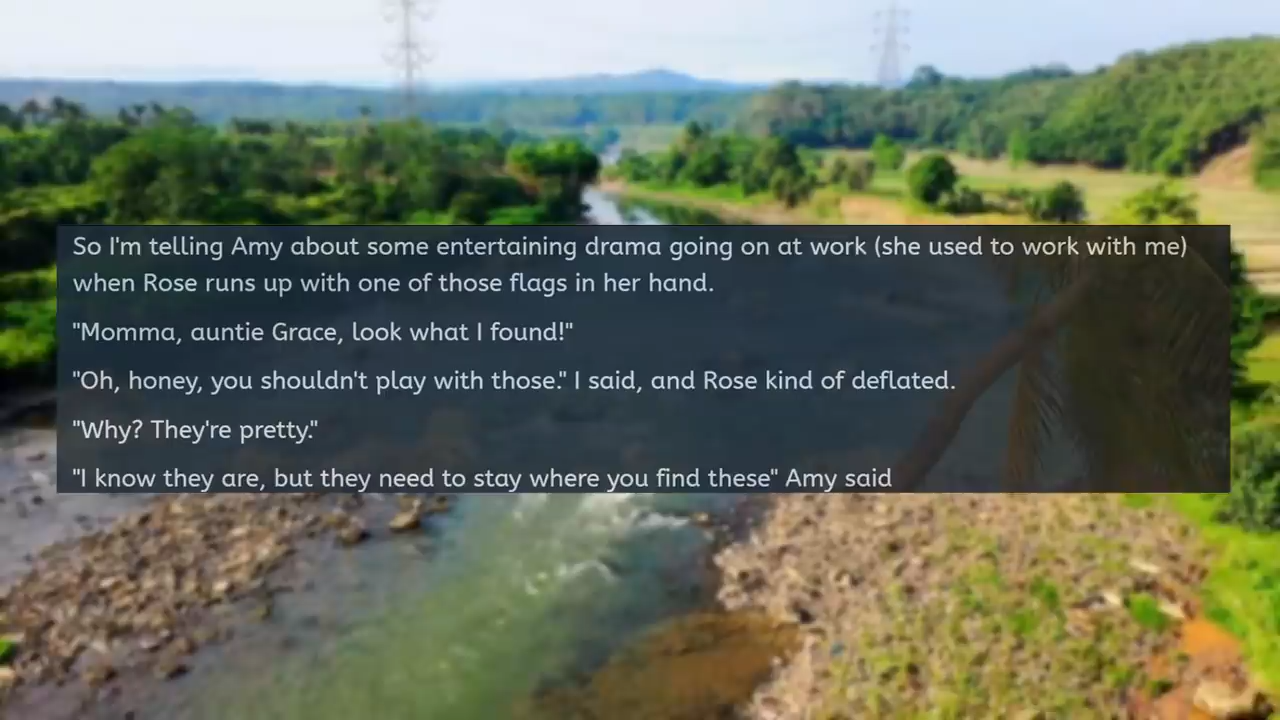 So I'm telling Amy about some entertaining drama going on at work (she used to work with me)
when Rose runs up with one of those flags in her hand.
"Momma, auntie Grace, look what I found!"
"Oh, honey, you shouldn't play with those." I said, and Rose kind of deflated.
"Why? They're pretty."
"I know they are, but they need to stay where you find these" Amy said